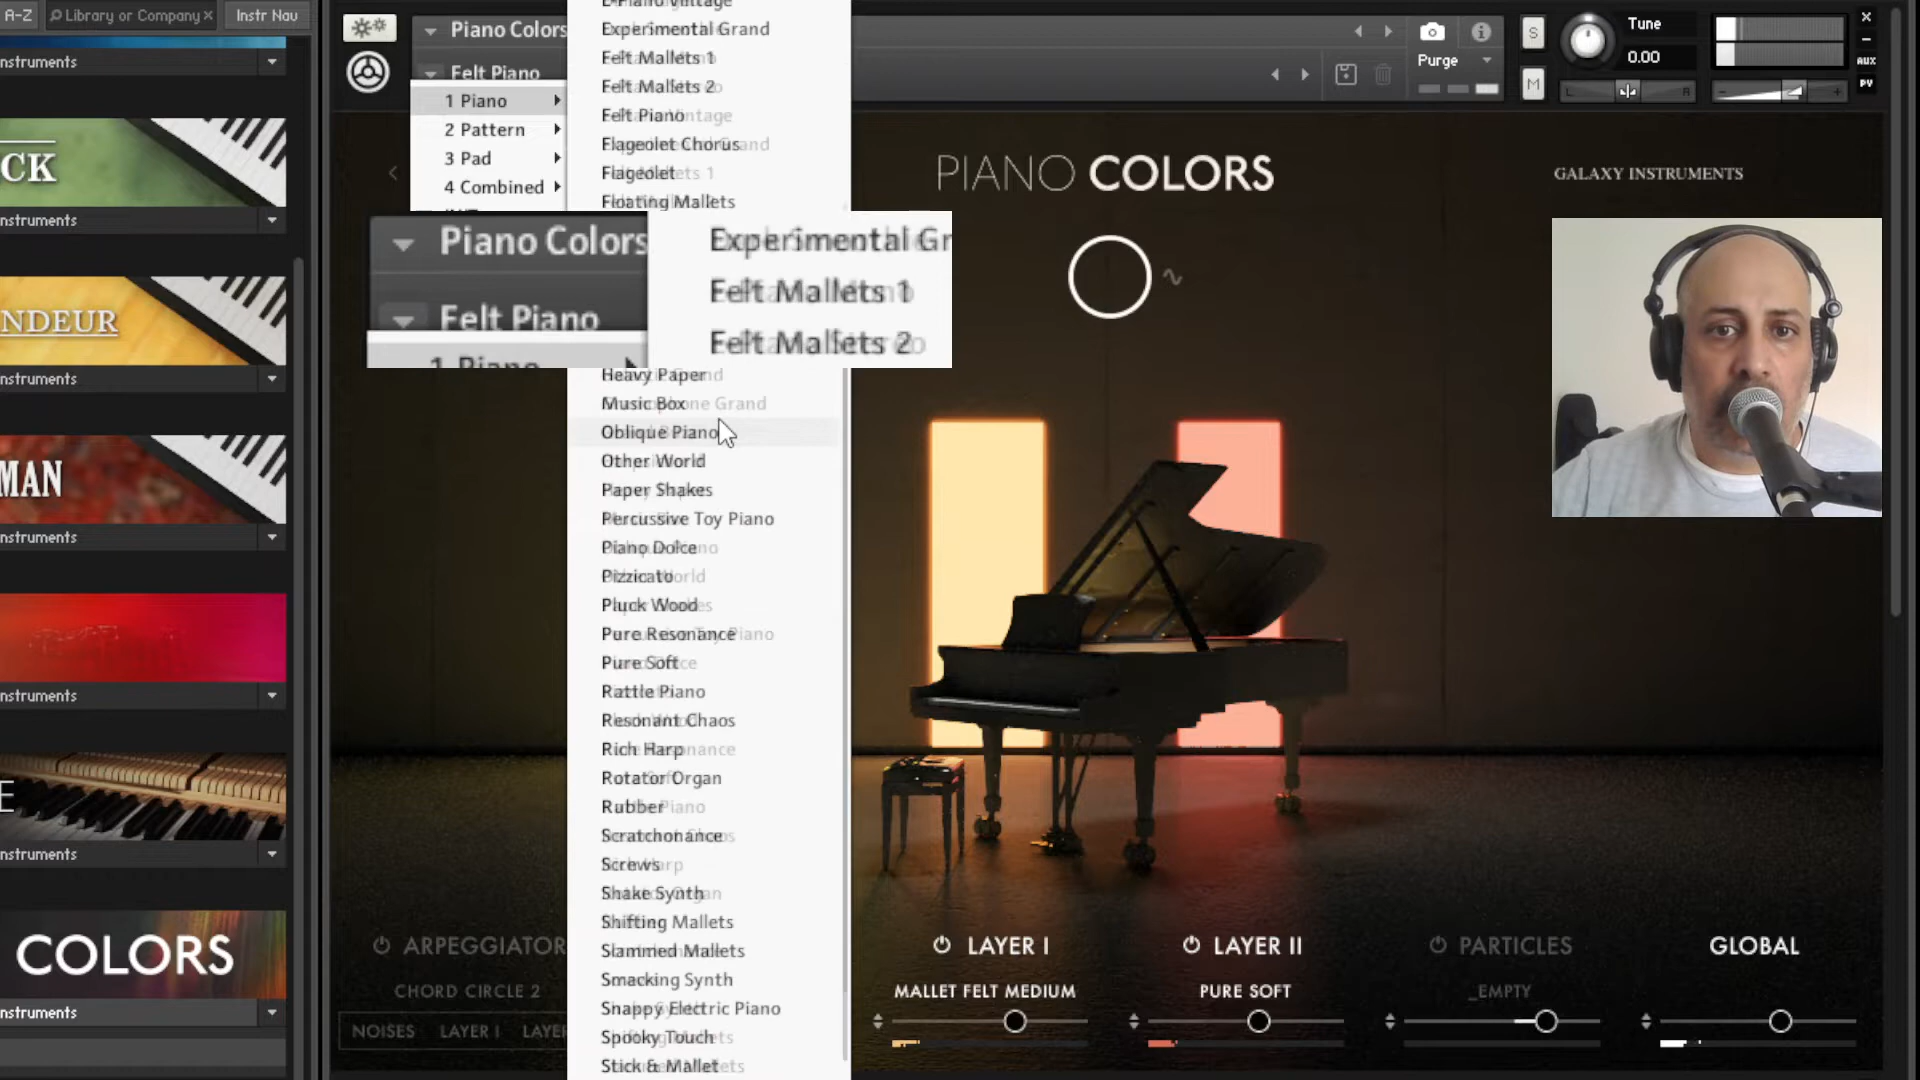 A-Z
Library or Company ×
Instr Nav
nstruments
CK
nstruments
NDEUR
nstruments
MAN
nstruments
nstruments
E
nstruments
COLORS
nstruments
Piano Colors
Felt Piano
1 Piano
2 Pattern
3 Pad
4 Combined
Experimental Grand
Felt Mallets 1
Felt Mallets 2
Felt Piano
Flageolet Chorus
Flageolet
Floating Mallets
Piano Colors
Felt Piano
1 Piano
Experimental Gr
Felt Mallets 1
Felt Mallets 2
Heavy Paper
Music Box
Oblique Piano
Other World
Paper Shakes
Percussive Toy Piano
Piano Dolce
Pizzicato
Pluck Wood
Pure Resonance
Pure Soft
Rattle Piano
Resonant Chaos
Rich Harp
Rotator Organ
Rubber
Scratchonance
Screws
Shake Synth
Shifting Mallets
Slammed Mallets
Smacking Synth
Snappy Electric Piano
Spooky Touch
Stick & Mallet
Purge
S
M
Tune
0.00
L
R
×
−
AUX
PV
PIANO COLORS
GALAXY INSTRUMENTS
ARPEGGIATOR
CHORD CIRCLE 2
NOISES
LAYER I
LAYE
LAYER I
MALLET FELT MEDIUM
LAYER II
PURE SOFT
PARTICLES
_EMPTY
GLOBAL